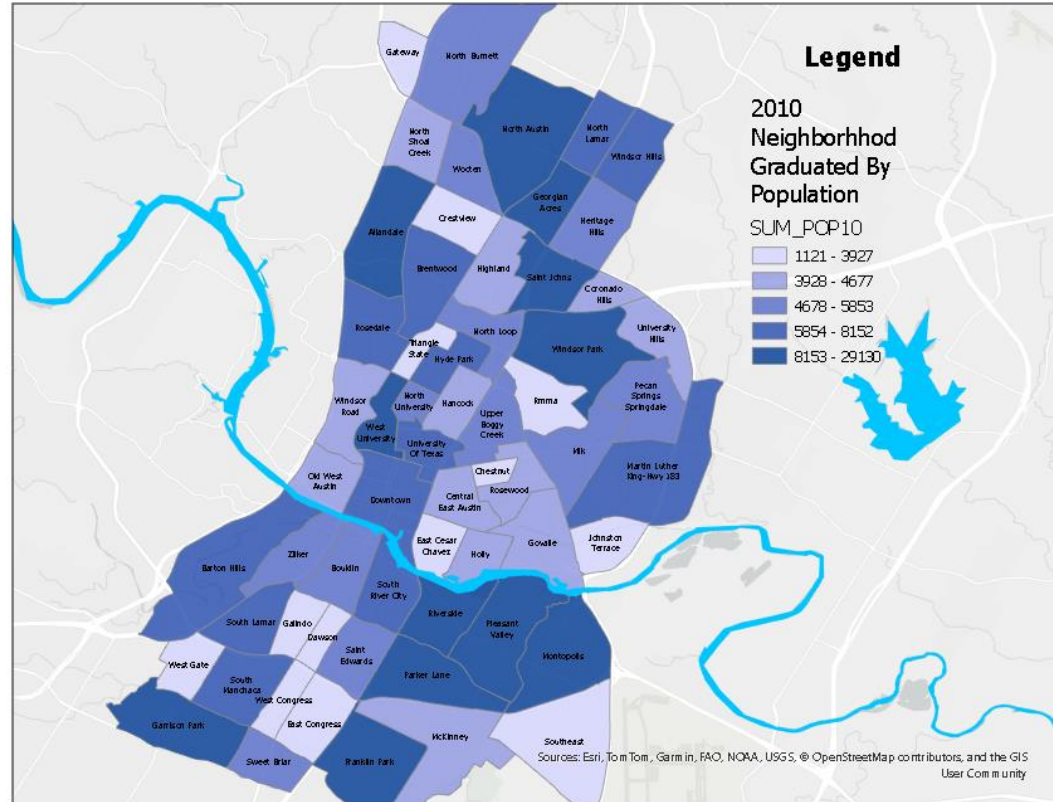 Legend
2010
Neighborhhod
Graduated By
Population
SUM_POP10
1121 - 3927
3928 - 4677
4678 - 5853
5854 - 8152
8153 - 29130
Gateway
North Burnett
North
Shoal
Creek
Wooten
North Austin
North
Lamar
Windsor Hills
Georgian
Acres
Heritage
Hills
Crestview
Allandale
Brentwood
Highland
Saint Johns
Coronado
Hills
University
Hills
Rosedale
Triangle
State
North Loop
Hyde Park
Windsor Park
Windsor
Road
North
University
Hancock
Rmma
Pecan
Springs
Springdale
West
University
University
Of Texas
Upper
Boggy
Creek
Mlk
Martin Luther
King-Hwy 183
Chestnut
Rosewood
Old West
Austin
Downtown
Central
East Austin
East Cesar
Chavez
Holly
Govalle
Johnston
Terrace
Barton Hills
Zilker
Bouldin
South
River City
Riverside
Pleasant
Valley
Montopolis
South Lamar
Galindo
Dawson
Saint
Edwards
Parker Lane
West Gate
South
Manchaca
West Congress
East Congress
Garrison Park
Sweet Briar
Franklin Park
McKinney
Southeast
Sources: Esri, TomTom, Garmin, FAO, NOAA, USGS, © OpenStreetMap contributors, and the GIS
User Community